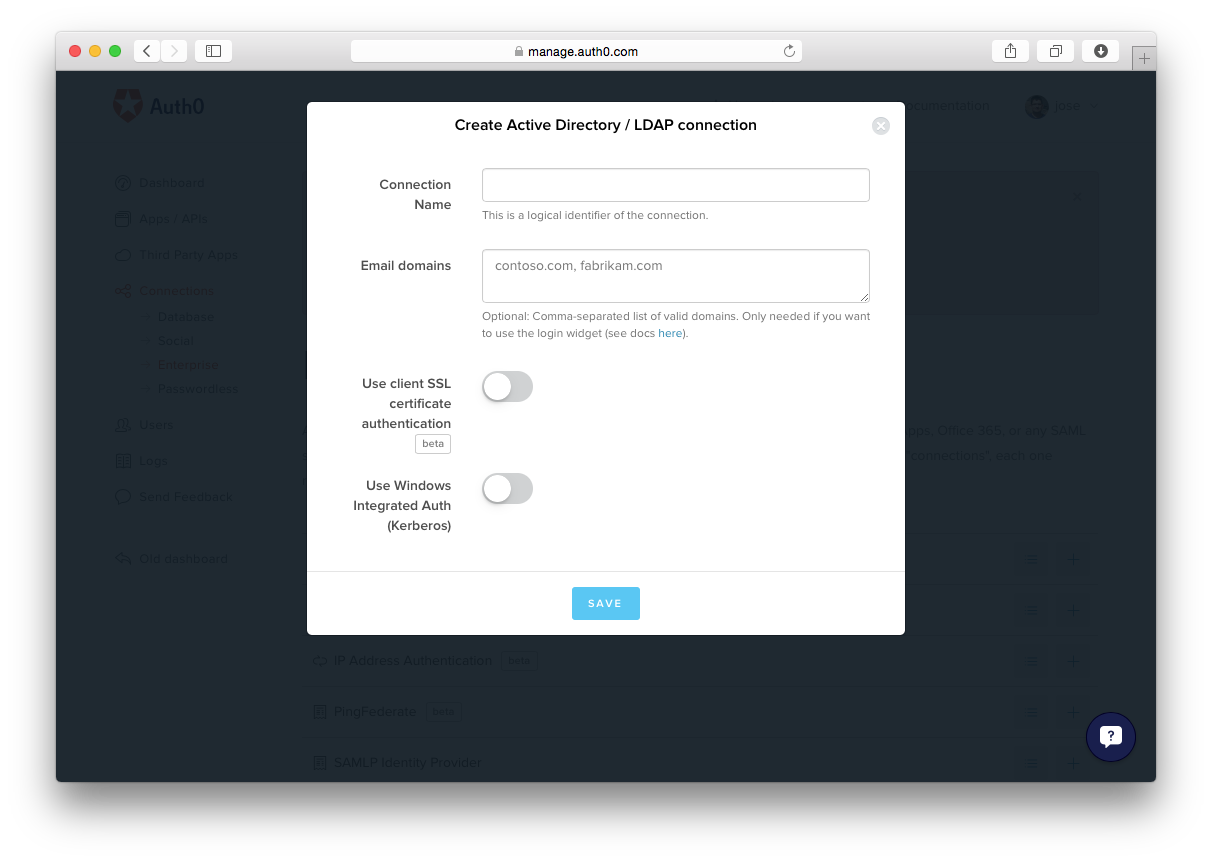 manage.auth0.com
Auth0
jose
Create Active Directory / LDAP connection
Dashboard
Apps / APIs
Third Party Apps
Connections
Database
Social
Enterprise
Passwordless
Users
Logs
Send Feedback
Old dashboard
Connection
Name
This is a logical identifier of the connection.
Email domains
contoso.com, fabrikam.com
Optional: Comma-separated list of valid domains. Only needed if you want
to use the login widget (see docs here).
Use client SSL
certificate
authentication
beta
Use Windows
Integrated Auth
(Kerberos)
SAVE
Office 365, or any SAML
"connections", each one
IP Address Authentication beta
PingFederate beta
SAMLP Identity Provider